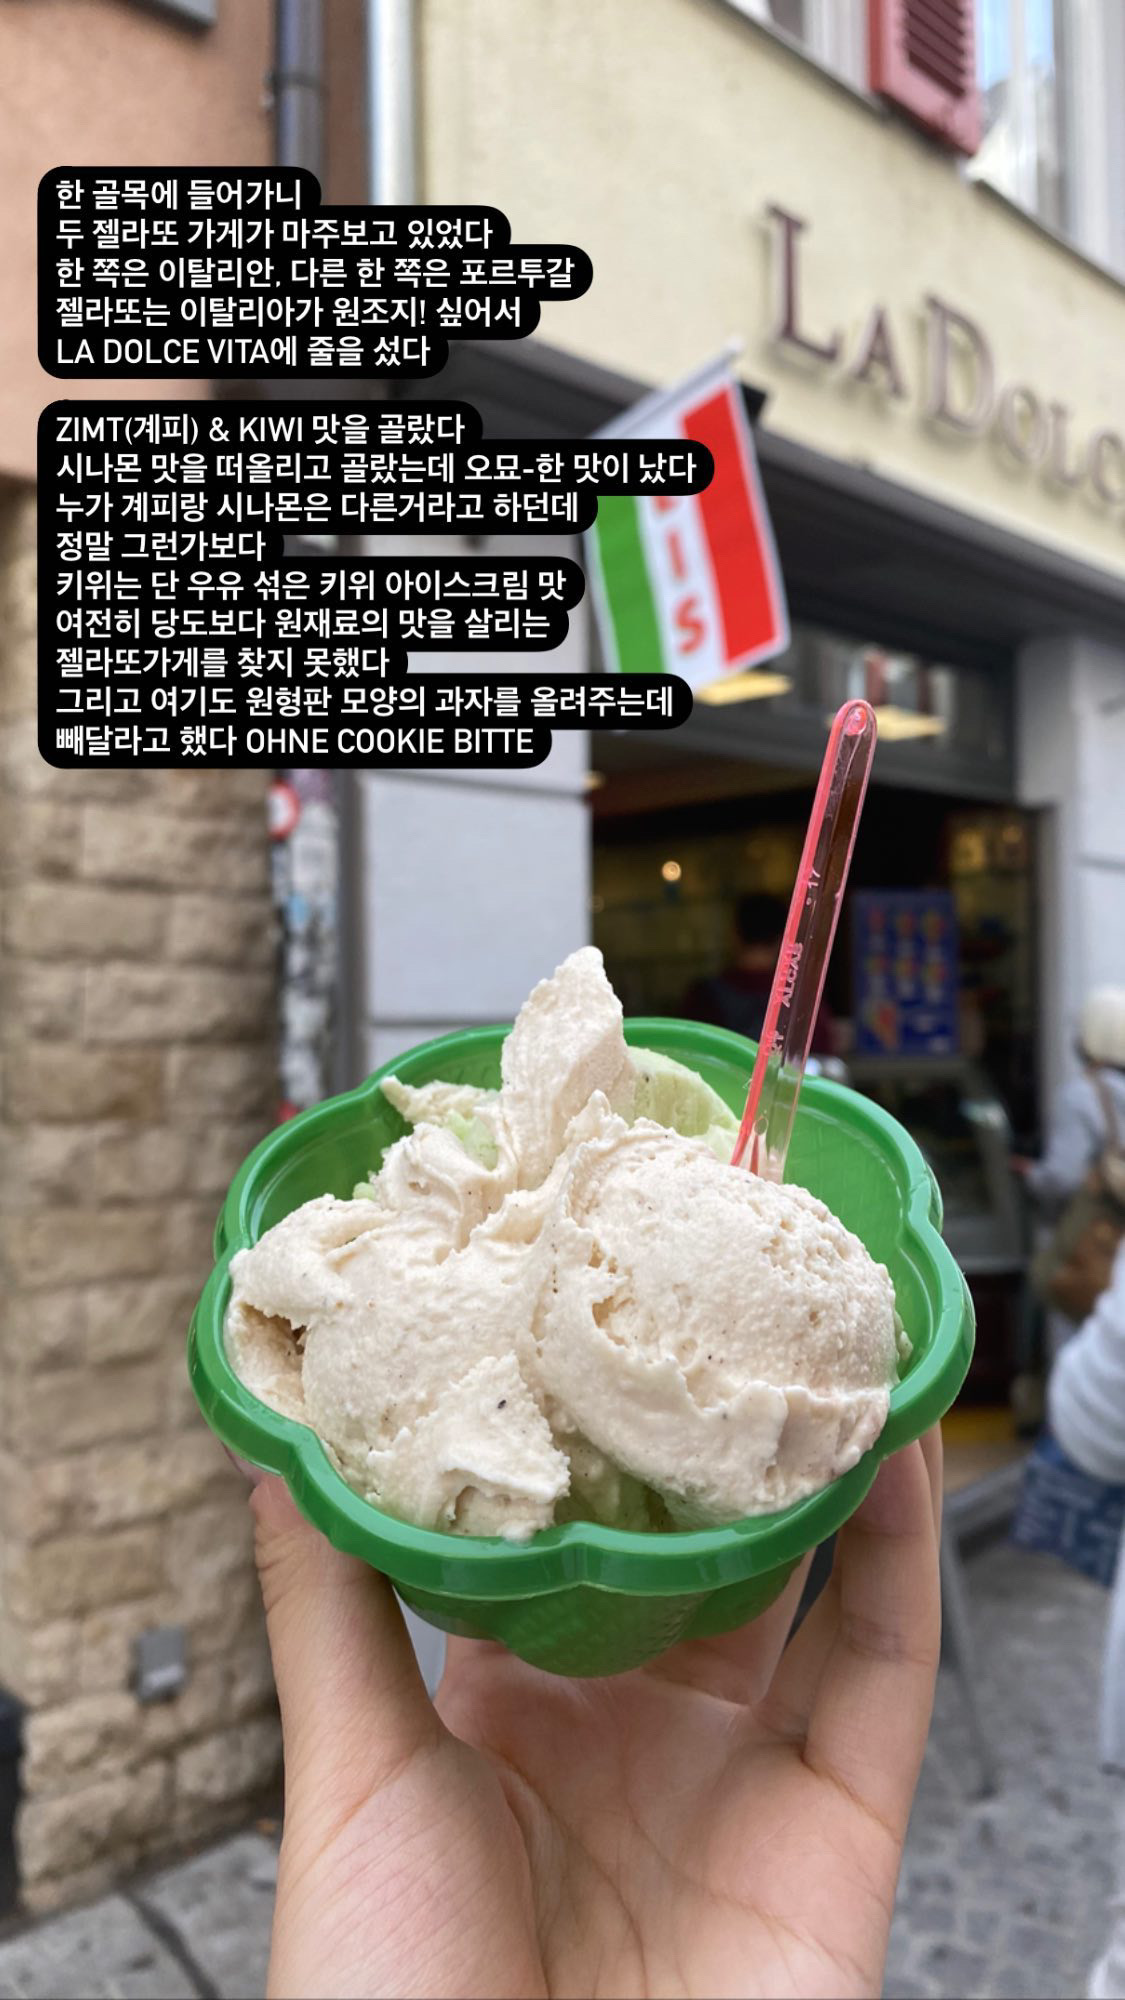 한 골목에 들어가니
두 젤라또 가게가 마주보고 있었다
한 쪽은 이탈리안, 다른 한 쪽은 포르투갈
젤라또는 이탈리아가 원조지! 싶어서
LA DOLCE VITA에 줄을 섰다
ZIMT(계피) & KIWI 맛을 골랐다
시나몬 맛을 떠올리고 골랐는데 오묘-한 맛이 났다
누가 계피랑 시나몬은 다른거라고 하던데
정말 그런가보다
키위는 단 우유 섞은 키위 아이스크림 맛
여전히 당도보다 원재료의 맛을 살리는
젤라또가게를 찾지 못했다
그리고 여기도 원형판 모양의 과자를 올려주는데
빼달라고 했다 OHNE COOKIE BITTE
LA DOLC
IS
ALCAS